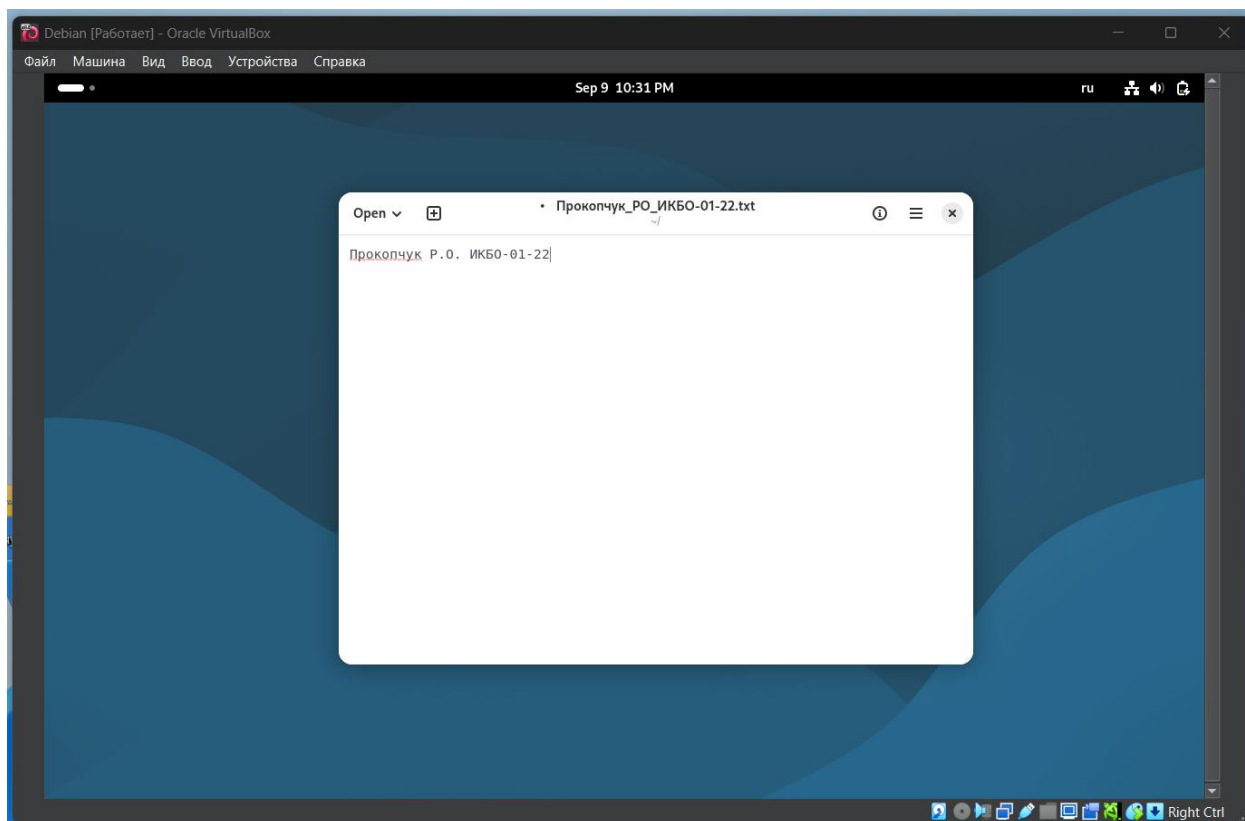 Debian [Работает] - Oracle VirtualBox
Файл Машина Вид Ввод Устройства Справка
Sep 9 10:31 PM ru
Open • Прокопчук_РО_ИКБО-01-22.txt
~/
Прокопчук Р.О. ИКБО-01-22
Right Ctrl